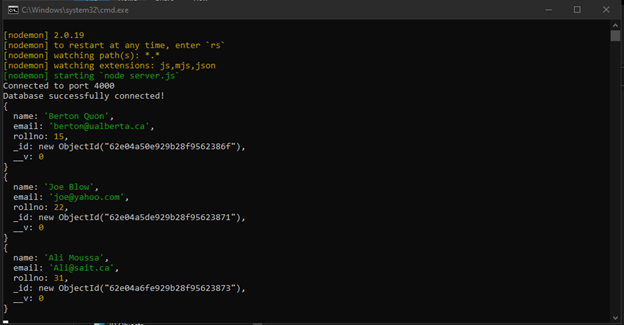 C:\Windows\system32\cmd.exe
[nodemon] 2.0.19
[nodemon] to restart at any time, enter `rs`
[nodemon] watching path(s): *.*
[nodemon] watching extensions: js,mjs,json
[nodemon] starting `node server.js`
Connected to port 4000
Database successfully connected!
{
  name: 'Berton Quon',
  email: 'berton@ualberta.ca',
  rollno: 15,
  _id: new ObjectId("62e04a50e929b28f9562386f"),
  __v: 0
}
{
  name: 'Joe Blow',
  email: 'joe@yahoo.com',
  rollno: 22,
  _id: new ObjectId("62e04a5de929b28f95623871"),
  __v: 0
}
{
  name: 'Ali Moussa',
  email: 'Ali@sait.ca',
  rollno: 31,
  _id: new ObjectId("62e04a6fe929b28f95623873"),
  __v: 0
}